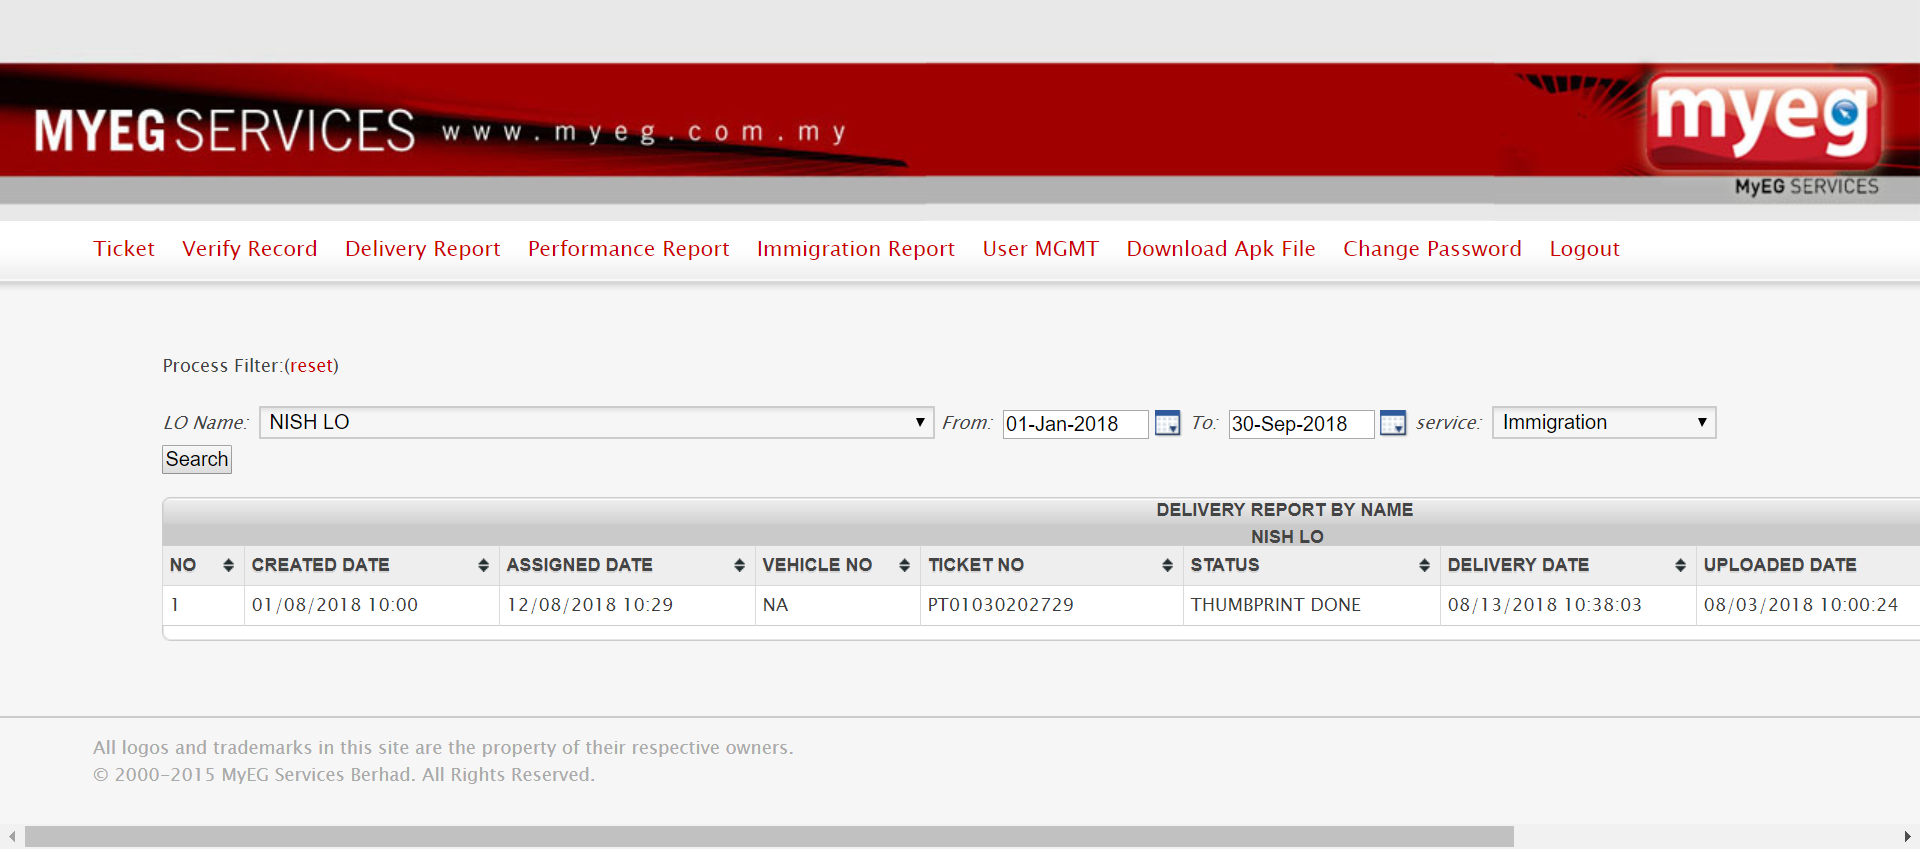 MYEG SERVICES www.myeg.com.my
myeg
MyEG SERVICES
Ticket Verify Record Delivery Report Performance Report Immigration Report User MGMT Download Apk File Change Password Logout
Process Filter:(reset)
LO Name: NISH LO From: 01-Jan-2018 To: 30-Sep-2018 service: Immigration
Search
DELIVERY REPORT BY NAME
NISH LO
NO CREATED DATE ASSIGNED DATE VEHICLE NO TICKET NO STATUS DELIVERY DATE UPLOADED DATE
1 01/08/2018 10:00 12/08/2018 10:29 NA PT01030202729 THUMBPRINT DONE 08/13/2018 10:38:03 08/03/2018 10:00:24
All logos and trademarks in this site are the property of their respective owners.
© 2000-2015 MyEG Services Berhad. All Rights Reserved.